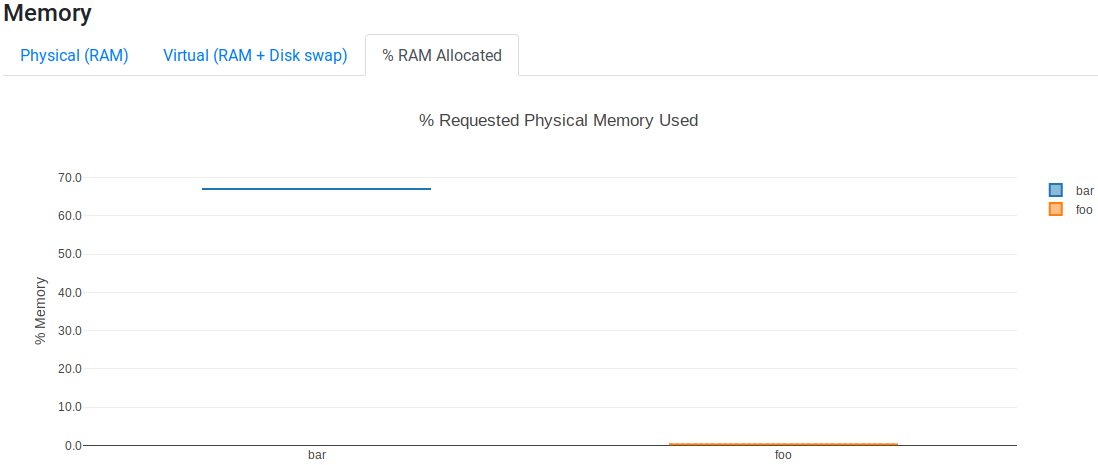 Memory
Physical (RAM) Virtual (RAM + Disk swap) % RAM Allocated
% Requested Physical Memory Used
70.0
60.0
50.0
40.0
30.0
20.0
10.0
0.0
% Memory
bar foo
bar
foo